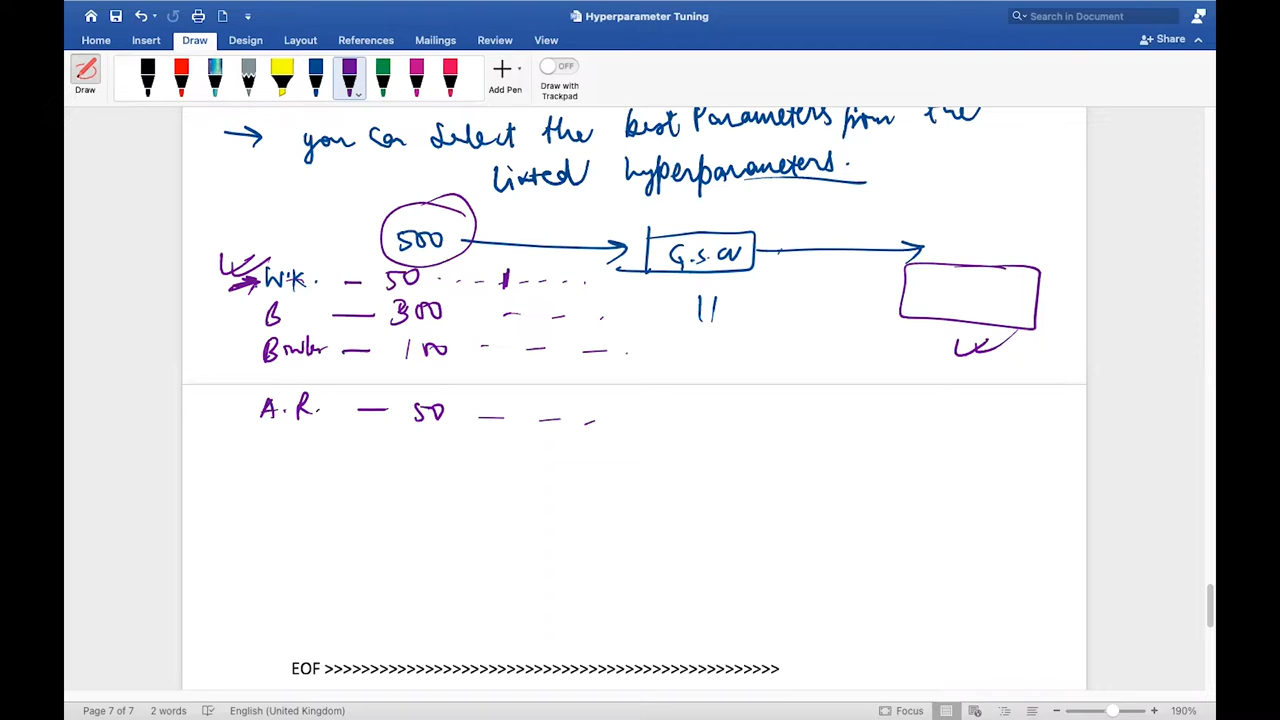 Hyperparameter Tuning
Search in Document
Home Insert Draw Design Layout References Mailings Review View
Share
Draw
Add Pen
OFF
Draw with Trackpad
→ you can select the best Parameters from the
listed hyperparameters.
500 G.S.CV
W.K. — 50
B — 300 11
Bowler — 100
A.R. — 50
EOF >>>>>>>>>>>>>>>>>>>>>>>>>>>>>>>>>>>>>>>>>>>>>>>>>>
Page 7 of 7 2 words English (United Kingdom) Focus 190%